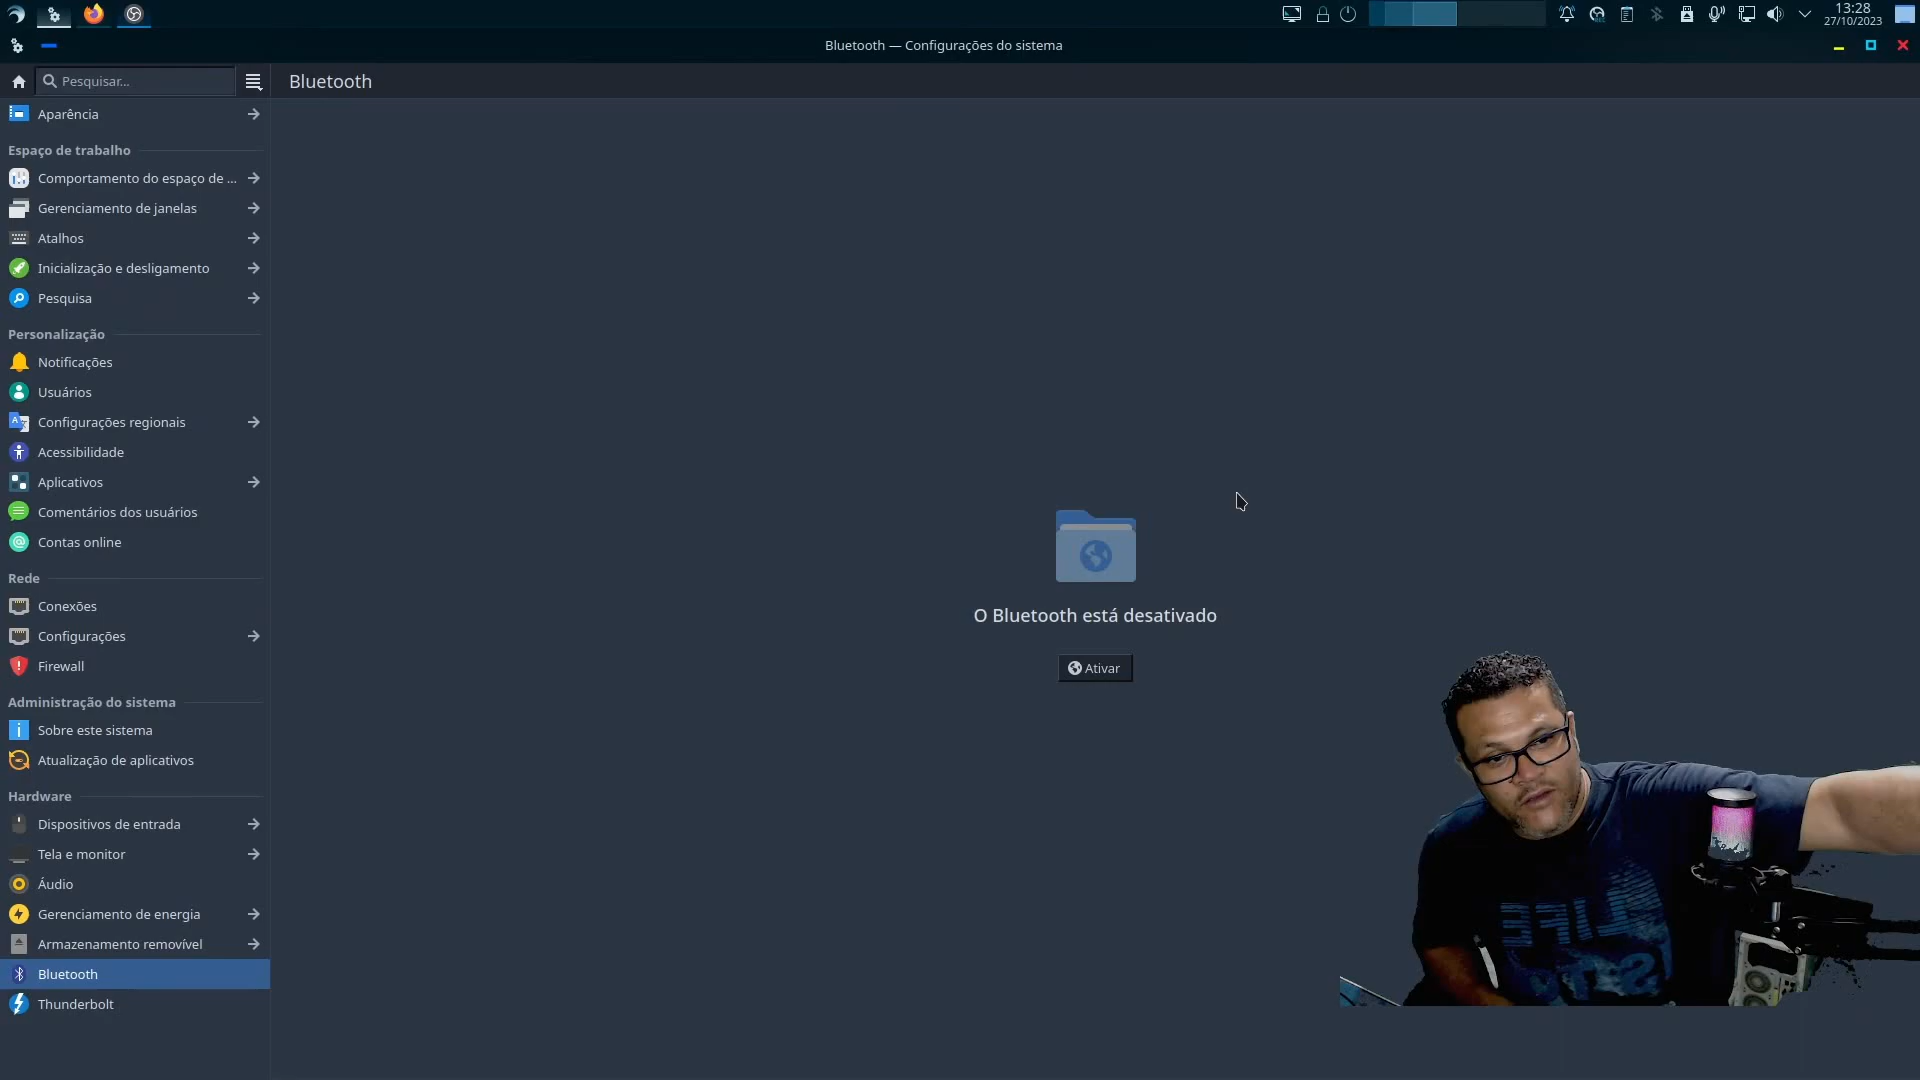 13:28
27/10/2023
Bluetooth — Configurações do sistema
Pesquisar...
Bluetooth
Aparência
Espaço de trabalho
Comportamento do espaço de ...
Gerenciamento de janelas
Atalhos
Inicialização e desligamento
Pesquisa
Personalização
Notificações
Usuários
Configurações regionais
Acessibilidade
Aplicativos
Comentários dos usuários
Contas online
Rede
Conexões
Configurações
Firewall
Administração do sistema
Sobre este sistema
Atualização de aplicativos
Hardware
Dispositivos de entrada
Tela e monitor
Áudio
Gerenciamento de energia
Armazenamento removível
Bluetooth
Thunderbolt
O Bluetooth está desativado
Ativar